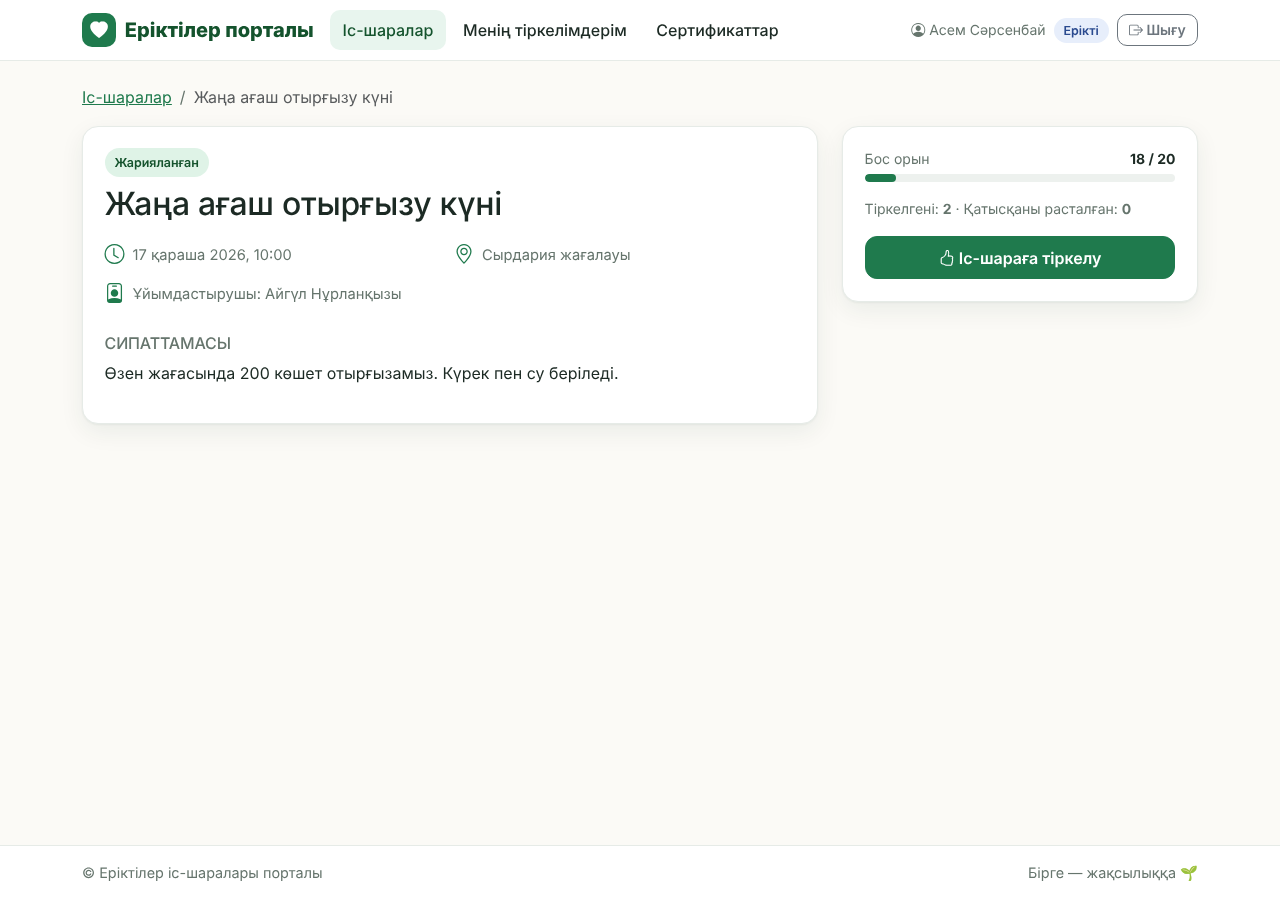 Еріктілер порталы
Іс-шаралар
Менің тіркелімдерім
Сертификаттар
Асем Сәрсенбай
Ерікті
Шығу
Іс-шаралар / Жаңа ағаш отырғызу күні
Жарияланған
Жаңа ағаш отырғызу күні
17 қараша 2026, 10:00
Сырдария жағалауы
Ұйымдастырушы: Айгүл Нұрланқызы
СИПАТТАМАСЫ
Өзен жағасында 200 көшет отырғызамыз. Күрек пен су беріледі.
Бос орын 18 / 20
Тіркелгені: 2 · Қатысқаны расталған: 0
Іс-шараға тіркелу
© Еріктілер іс-шаралары порталы
Бірге — жақсылыққа 🌱